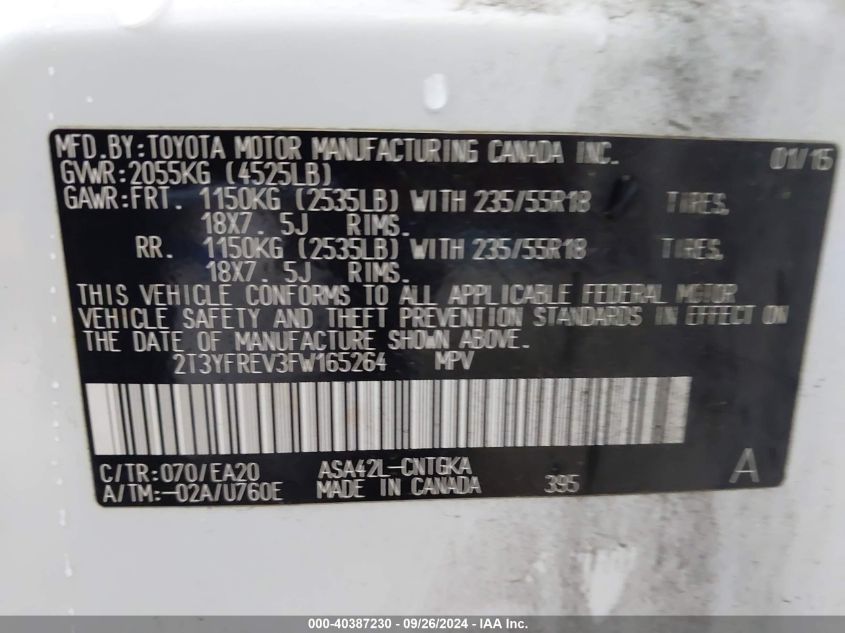 MFD.BY:TOYOTA MOTOR MANUFACTURING CANADA INC. 01/15
GVWR:2055KG (4525LB)
GAWR:FRT. 1150KG (2535LB) WITH 235/55R18 TIRES,
18X7. 5J RIMS.
RR. 1150KG (2535LB) WITH 235/55R18 TIRES,
18X7. 5J RIMS.
THIS VEHICLE CONFORMS TO ALL APPLICABLE FEDERAL MOTOR
VEHICLE SAFETY AND THEFT PREVENTION STANDARDS IN EFFECT ON
THE DATE OF MANUFACTURE SHOWN ABOVE.
2T3YFREV3FW165264 MPV
C/TR:070/EA20 ASA42L-CNTGKA 395 A
A/TM:-02A/U760E MADE IN CANADA
000-40387230 - 09/26/2024 - IAA, Inc.